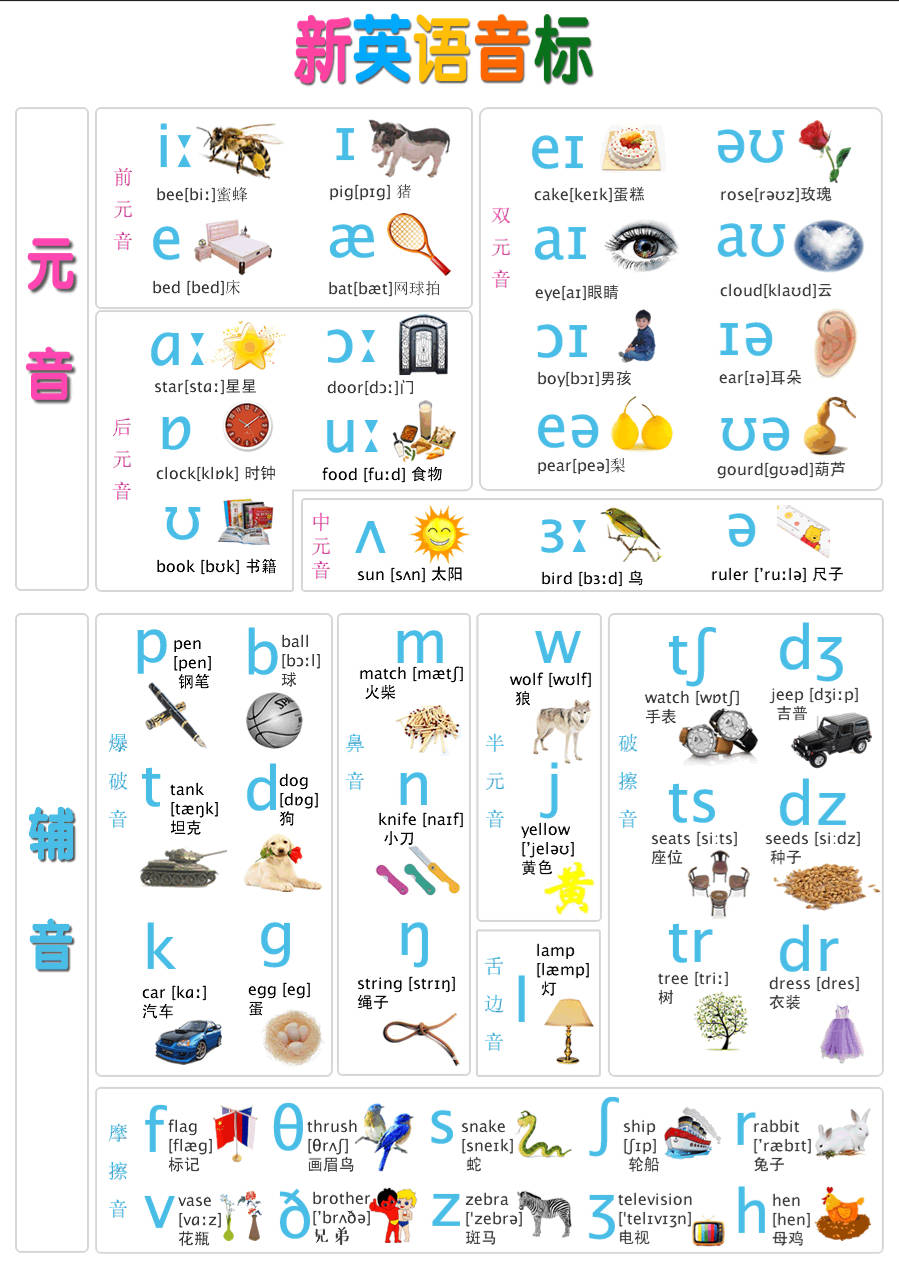 新英语音标
元音
前元音
iː
bee[biː]蜜蜂
ɪ
pig[pɪg] 猪
e
bed [bed]床
æ
bat[bæt]网球拍
后元音
ɑː
star[stɑː]星星
ɔː
door[dɔː]门
ɒ
clock[klɒk] 时钟
uː
food [fuːd] 食物
ʊ
book [bʊk] 书籍
双元音
eɪ
cake[keɪk]蛋糕
əʊ
rose[rəʊz]玫瑰
aɪ
eye[aɪ]眼睛
aʊ
cloud[klaʊd]云
ɔɪ
boy[bɔɪ]男孩
ɪə
ear[ɪə]耳朵
eə
pear[peə]梨
ʊə
gourd[gʊəd]葫芦
中元音
ʌ
sun [sʌn] 太阳
ɜː
bird [bɜːd] 鸟
ə
ruler ['ruːlə] 尺子
辅音
爆破音
p
pen
[pen]
钢笔
b
ball
[bɔːl]
球
t
tank
[tæŋk]
坦克
d
dog
[dɒg]
狗
k
car [kɑː]
汽车
g
egg [eg]
蛋
鼻音
m
match [mætʃ]
火柴
n
knife [naɪf]
小刀
ŋ
string [strɪŋ]
绳子
半元音
w
wolf [wʊlf]
狼
j
yellow
['jeləʊ]
黄色
黄
舌边音
l
lamp
[læmp]
灯
破擦音
tʃ
watch [wɒtʃ]
手表
dʒ
jeep [dʒiːp]
吉普
ts
seats [siːts]
座位
dz
seeds [siːdz]
种子
tr
tree [triː]
树
dr
dress [dres]
衣装
摩擦音
f
flag
[flæg]
标记
θ
thrush
[θrʌʃ]
画眉鸟
s
snake
[sneɪk]
蛇
ʃ
ship
[ʃɪp]
轮船
r
rabbit
['ræbɪt]
兔子
v
vase
[vɑːz]
花瓶
ð
brother
['brʌðə]
兄弟
z
zebra
['zebrə]
斑马
ʒ
television
['telɪvɪʒn]
电视
h
hen
[hen]
母鸡